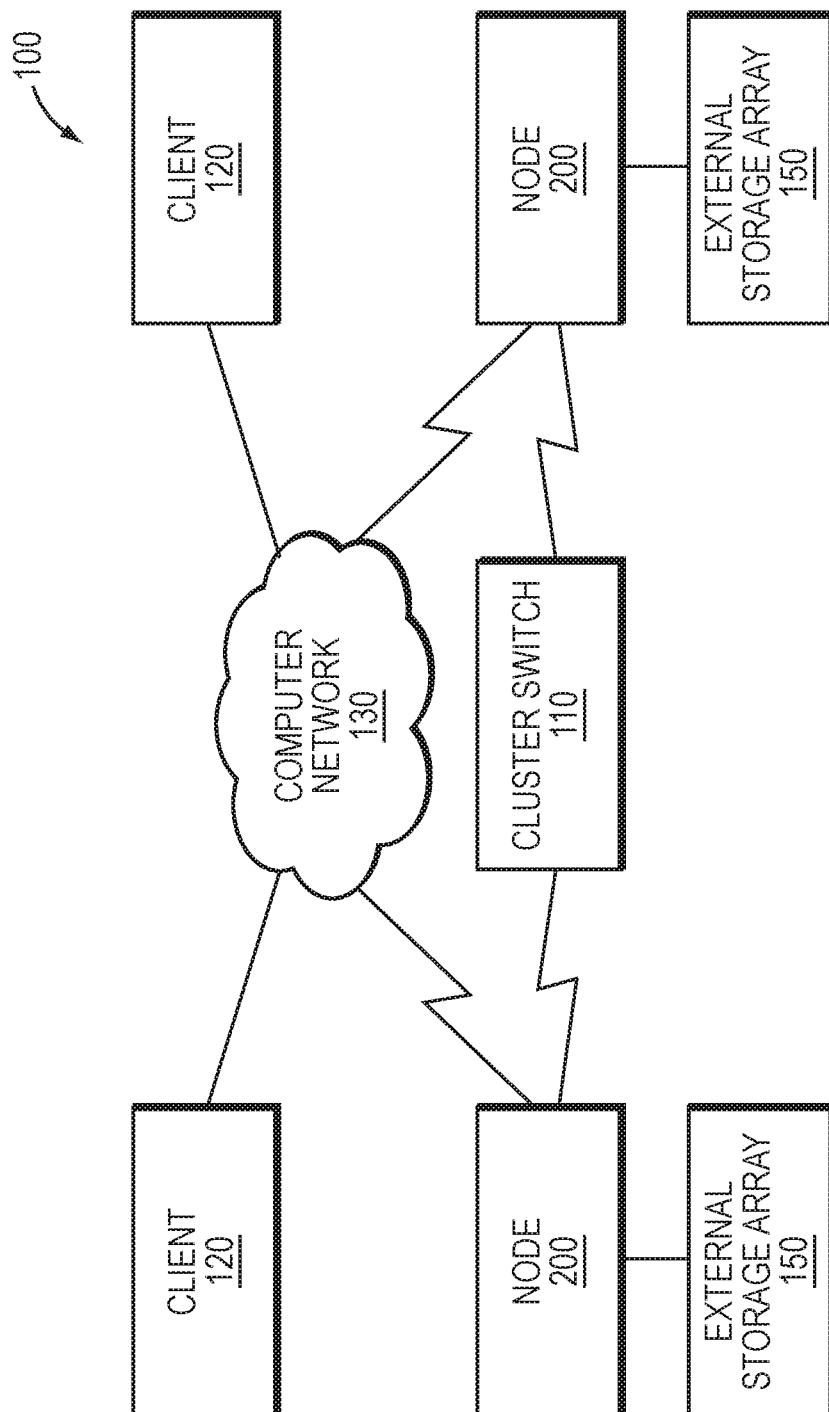 100
CLIENT
120
CLIENT
120
COMPUTER
NETWORK
130
NODE
200
CLUSTER SWITCH
110
NODE
200
EXTERNAL
STORAGE ARRAY
150
EXTERNAL
STORAGE ARRAY
150